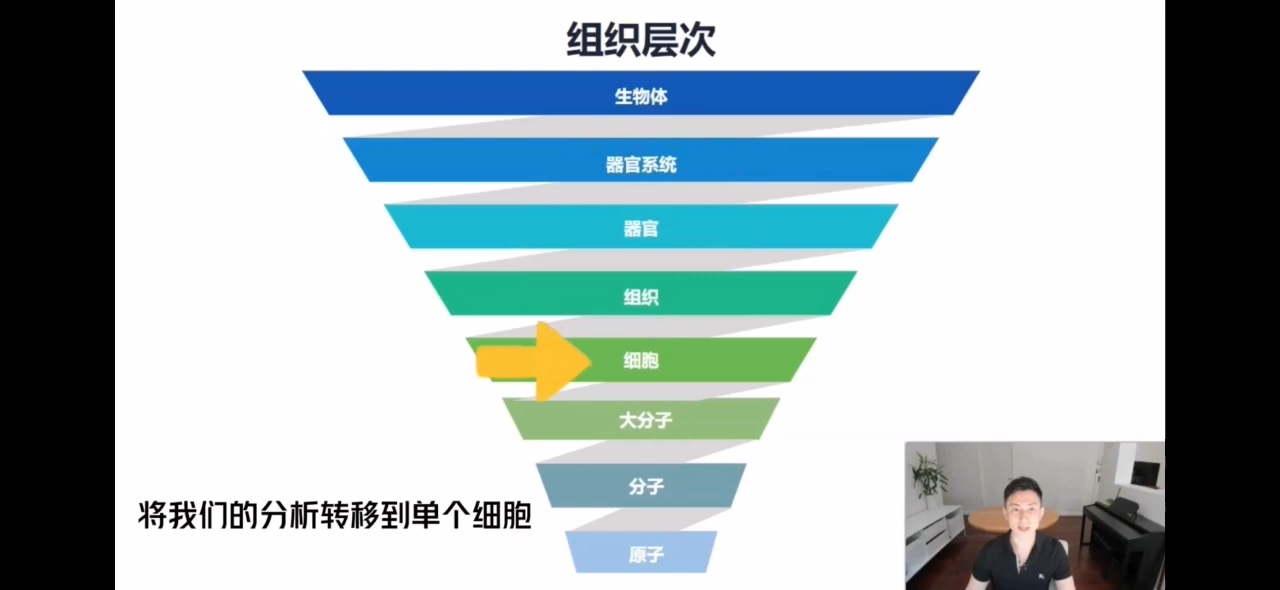 组织层次
生物体
器官系统
器官
组织
细胞
大分子
分子
原子
将我们的分析转移到单个细胞